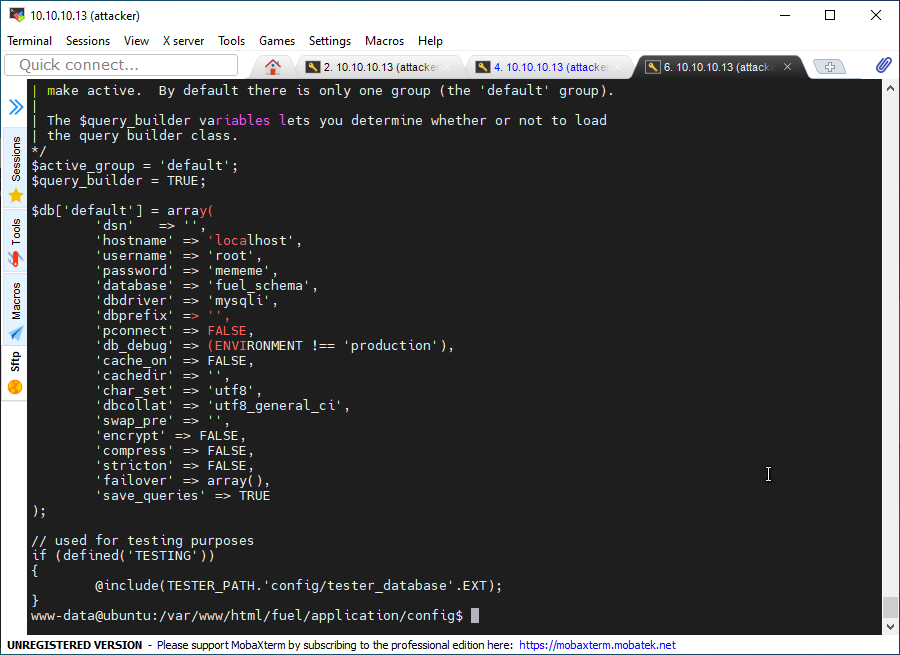 10.10.10.13 (attacker)
Terminal Sessions View X server Tools Games Settings Macros Help
Quick connect...
2. 10.10.10.13 (attacke
4. 10.10.10.13 (attacke
6. 10.10.10.13 (attacke
Sessions
Tools
Macros
Sftp
| make active.  By default there is only one group (the 'default' group).
|
| The $query_builder variables lets you determine whether or not to load
| the query builder class.
*/
$active_group = 'default';
$query_builder = TRUE;
$db['default'] = array(
        'dsn'   => '',
        'hostname' => 'localhost',
        'username' => 'root',
        'password' => 'mememe',
        'database' => 'fuel_schema',
        'dbdriver' => 'mysqli',
        'dbprefix' => '',
        'pconnect' => FALSE,
        'db_debug' => (ENVIRONMENT !== 'production'),
        'cache_on' => FALSE,
        'cachedir' => '',
        'char_set' => 'utf8',
        'dbcollat' => 'utf8_general_ci',
        'swap_pre' => '',
        'encrypt' => FALSE,
        'compress' => FALSE,
        'stricton' => FALSE,
        'failover' => array(),
        'save_queries' => TRUE
);
// used for testing purposes
if (defined('TESTING'))
{
        @include(TESTER_PATH.'config/tester_database'.EXT);
}
www-data@ubuntu:/var/www/html/fuel/application/config$
UNREGISTERED VERSION - Please support MobaXterm by subscribing to the professional edition here: https://mobaxterm.mobatek.net